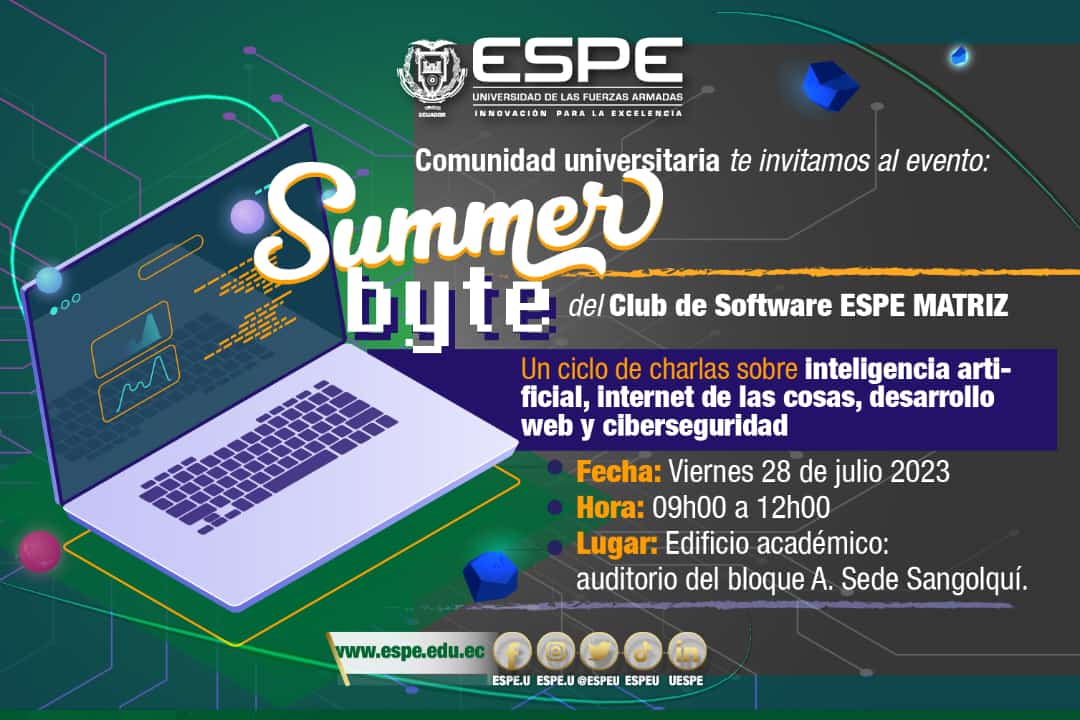 ESPE
UNIVERSIDAD DE LAS FUERZAS ARMADAS
INNOVACIÓN PARA LA EXCELENCIA
ECUADOR
Comunidad universitaria te invitamos al evento:
Summer
byte del Club de Software ESPE MATRIZ
Un ciclo de charlas sobre inteligencia arti-
ficial, internet de las cosas, desarrollo
web y ciberseguridad
Fecha: Viernes 28 de julio 2023
Hora: 09h00 a 12h00
Lugar: Edificio académico:
auditorio del bloque A. Sede Sangolquí.
www.espe.edu.ec
ESPE.U ESPE.U @ESPEU ESPEU UESPE